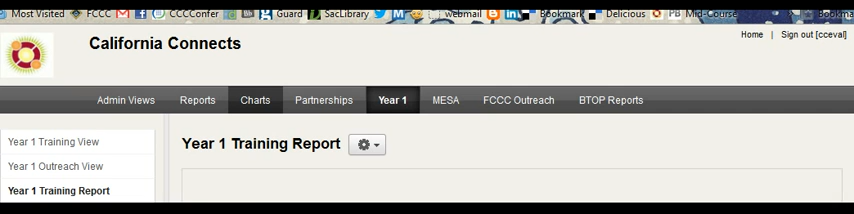 Most Visited FCCC CCCConfer Guard SacLibrary webmail Bookmark Delicious PB Mid-Course Bookma
California Connects
Home | Sign out [cceval]
Admin Views Reports Charts Partnerships Year 1 MESA FCCC Outreach BTOP Reports
Year 1 Training View
Year 1 Outreach View
Year 1 Training Report
Year 1 Training Report